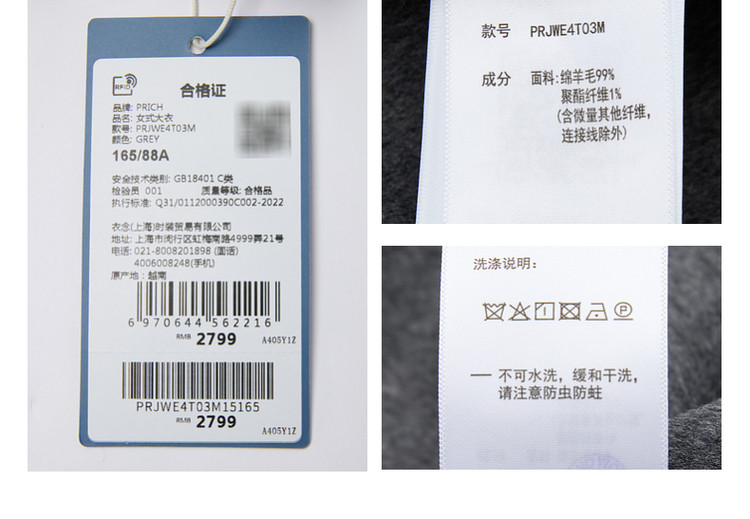 RFID
合格证
品牌: PRICH
品名: 女式大衣
款号: PRJWE4T03M
颜色: GREY
165/88A
安全技术类别: GB18401 C类
检验员 001 质量等级: 合格品
执行标准: Q31/0112000390C002-2022
衣念(上海)时装贸易有限公司
地址: 上海市闵行区虹梅南路4999弄21号
电话: 021-8008201898 (固话)
4006008248(手机)
原产地: 越南
6 970644 562216
RMB 2799 A405Y1Z
PRJWE4T03M15165
RMB 2799
A405Y1Z
款号 PRJWE4T03M
成分 面料:绵羊毛99%
聚酯纤维1%
(含微量其他纤维,
连接线除外)
洗涤说明:
P
— 不可水洗, 缓和干洗,
请注意防虫防蛀